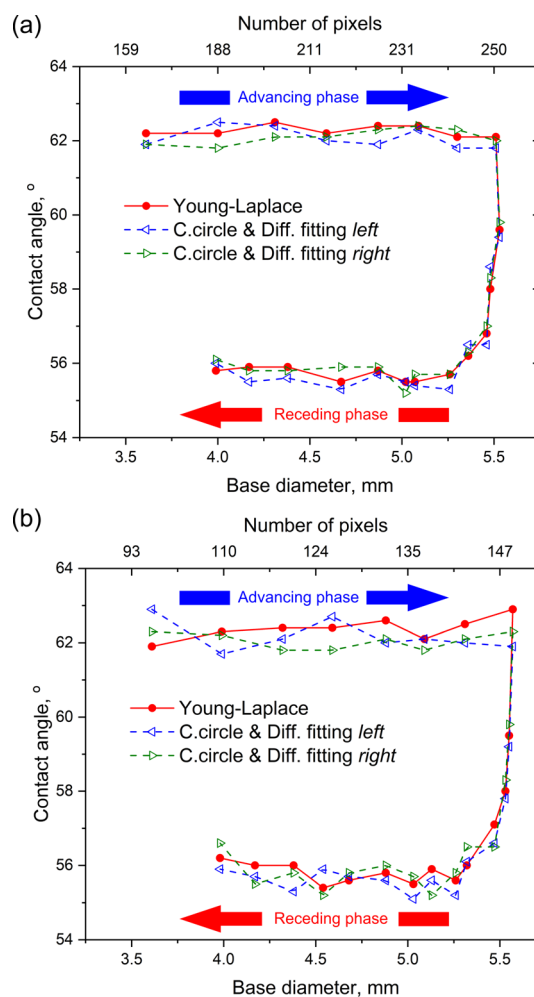 (a)
Number of pixels
159 188 211 231 250
64
62
60
58
56
54
Contact angle, °
Advancing phase
Young-Laplace
C.circle & Diff. fitting left
C.circle & Diff. fitting right
Receding phase
3.5 4.0 4.5 5.0 5.5
Base diameter, mm
(b)
Number of pixels
93 110 124 135 147
64
62
60
58
56
54
Contact angle, °
Advancing phase
Young-Laplace
C.circle & Diff. fitting left
C.circle & Diff. fitting right
Receding phase
3.5 4.0 4.5 5.0 5.5
Base diameter, mm